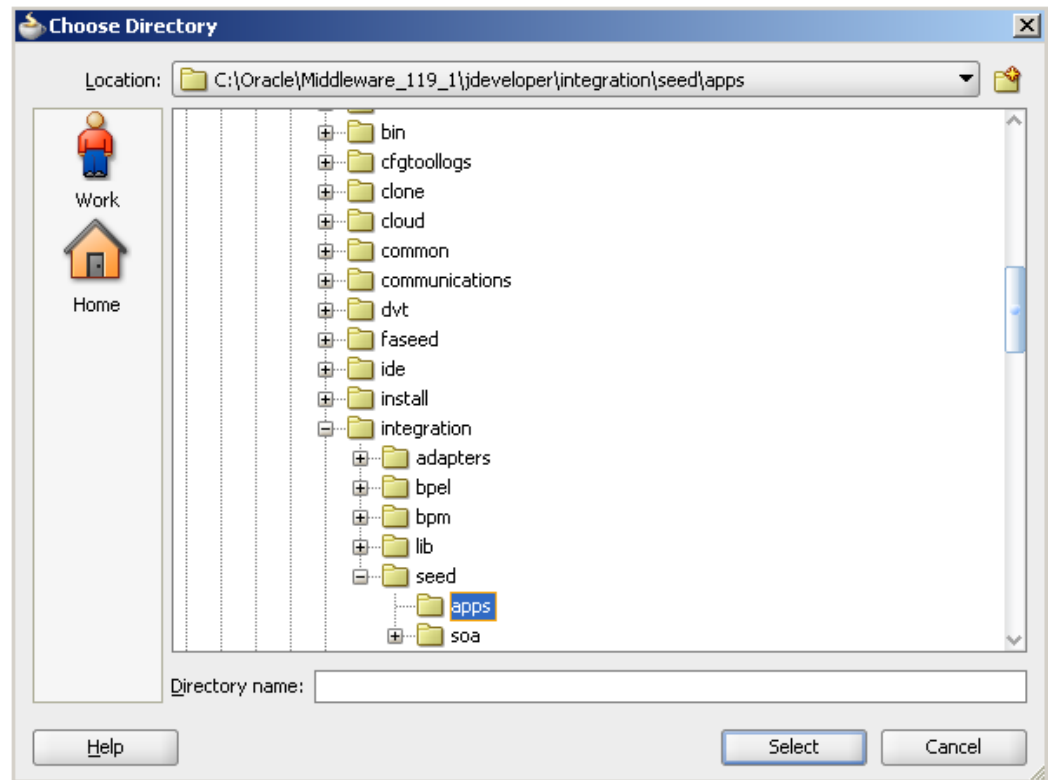 Choose Directory
Location: C:\Oracle\Middleware_119_1\jdeveloper\integration\seed\apps
Work
Home
bin
cfgtoollogs
clone
cloud
common
communications
dvt
faseed
ide
install
integration
adapters
bpel
bpm
lib
seed
apps
soa
Directory name:
Help
Select
Cancel